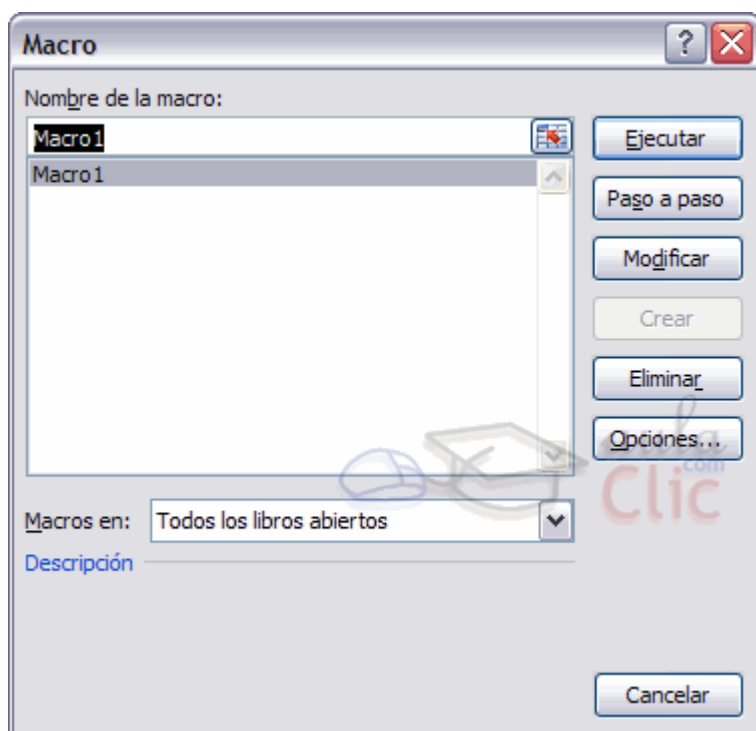 Macro
Nombre de la macro:
Macro1
Macro1
Ejecutar
Paso a paso
Modificar
Crear
Eliminar
Opciones...
aula
.com
Clic
Macros en:
Todos los libros abiertos
Descripción
Cancelar